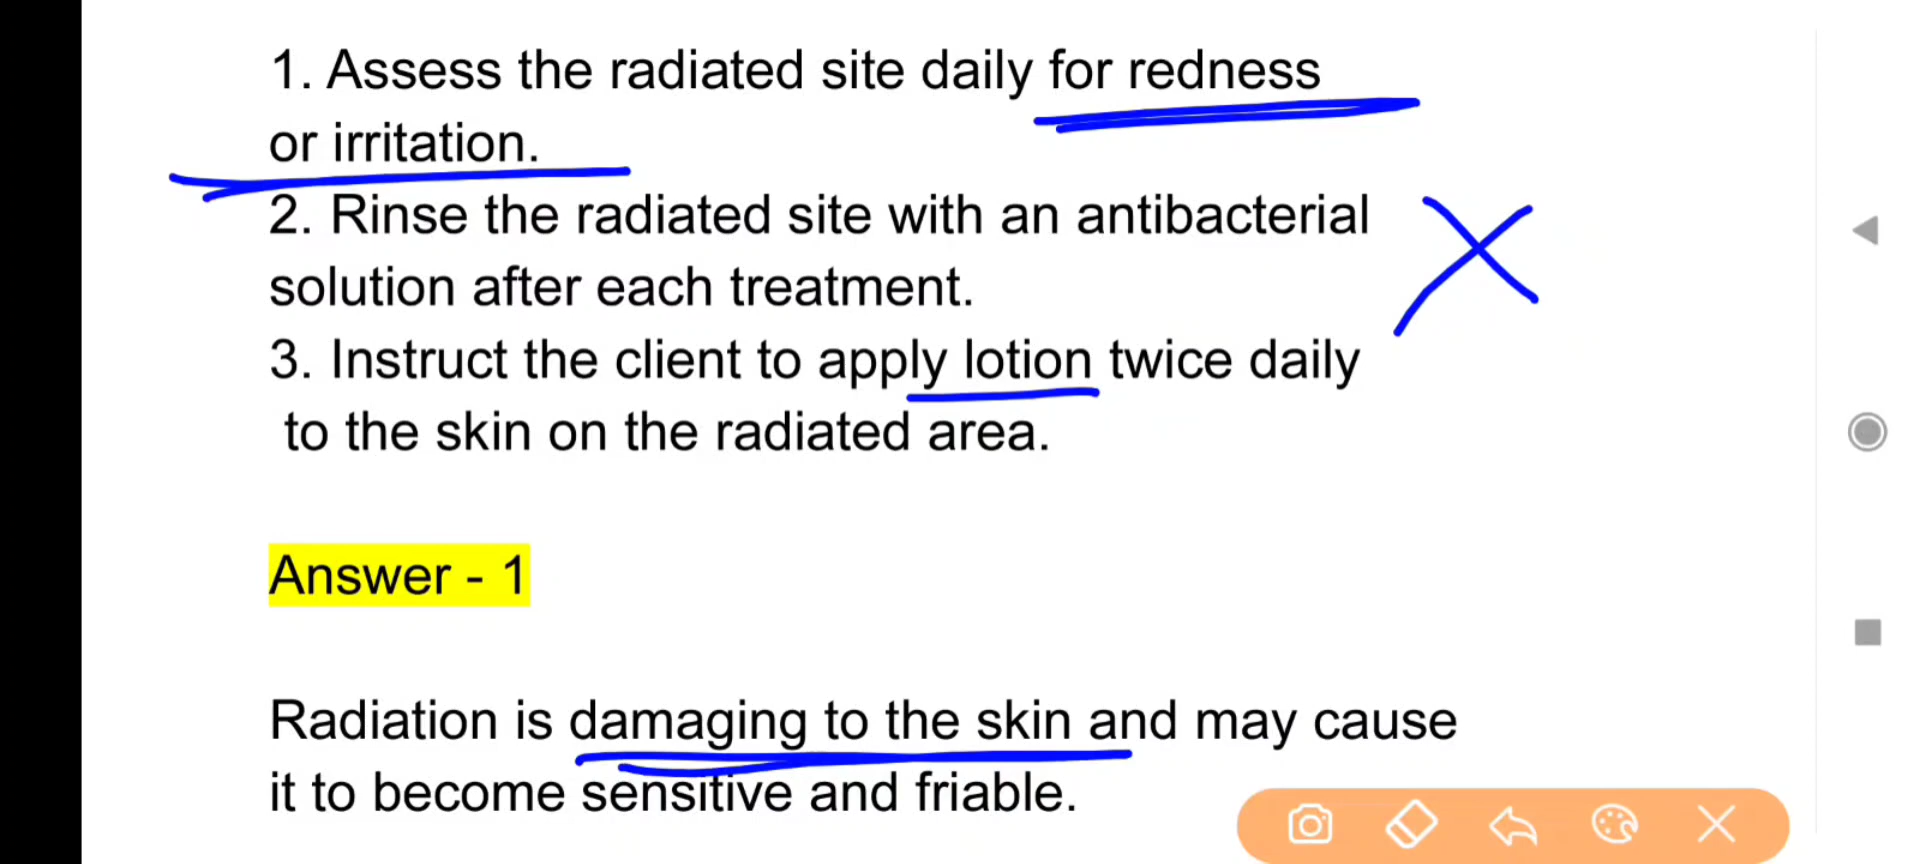 1. Assess the radiated site daily for redness
or irritation.
2. Rinse the radiated site with an antibacterial
solution after each treatment.
3. Instruct the client to apply lotion twice daily
to the skin on the radiated area.
Answer - 1
Radiation is damaging to the skin and may cause
it to become sensitive and friable.